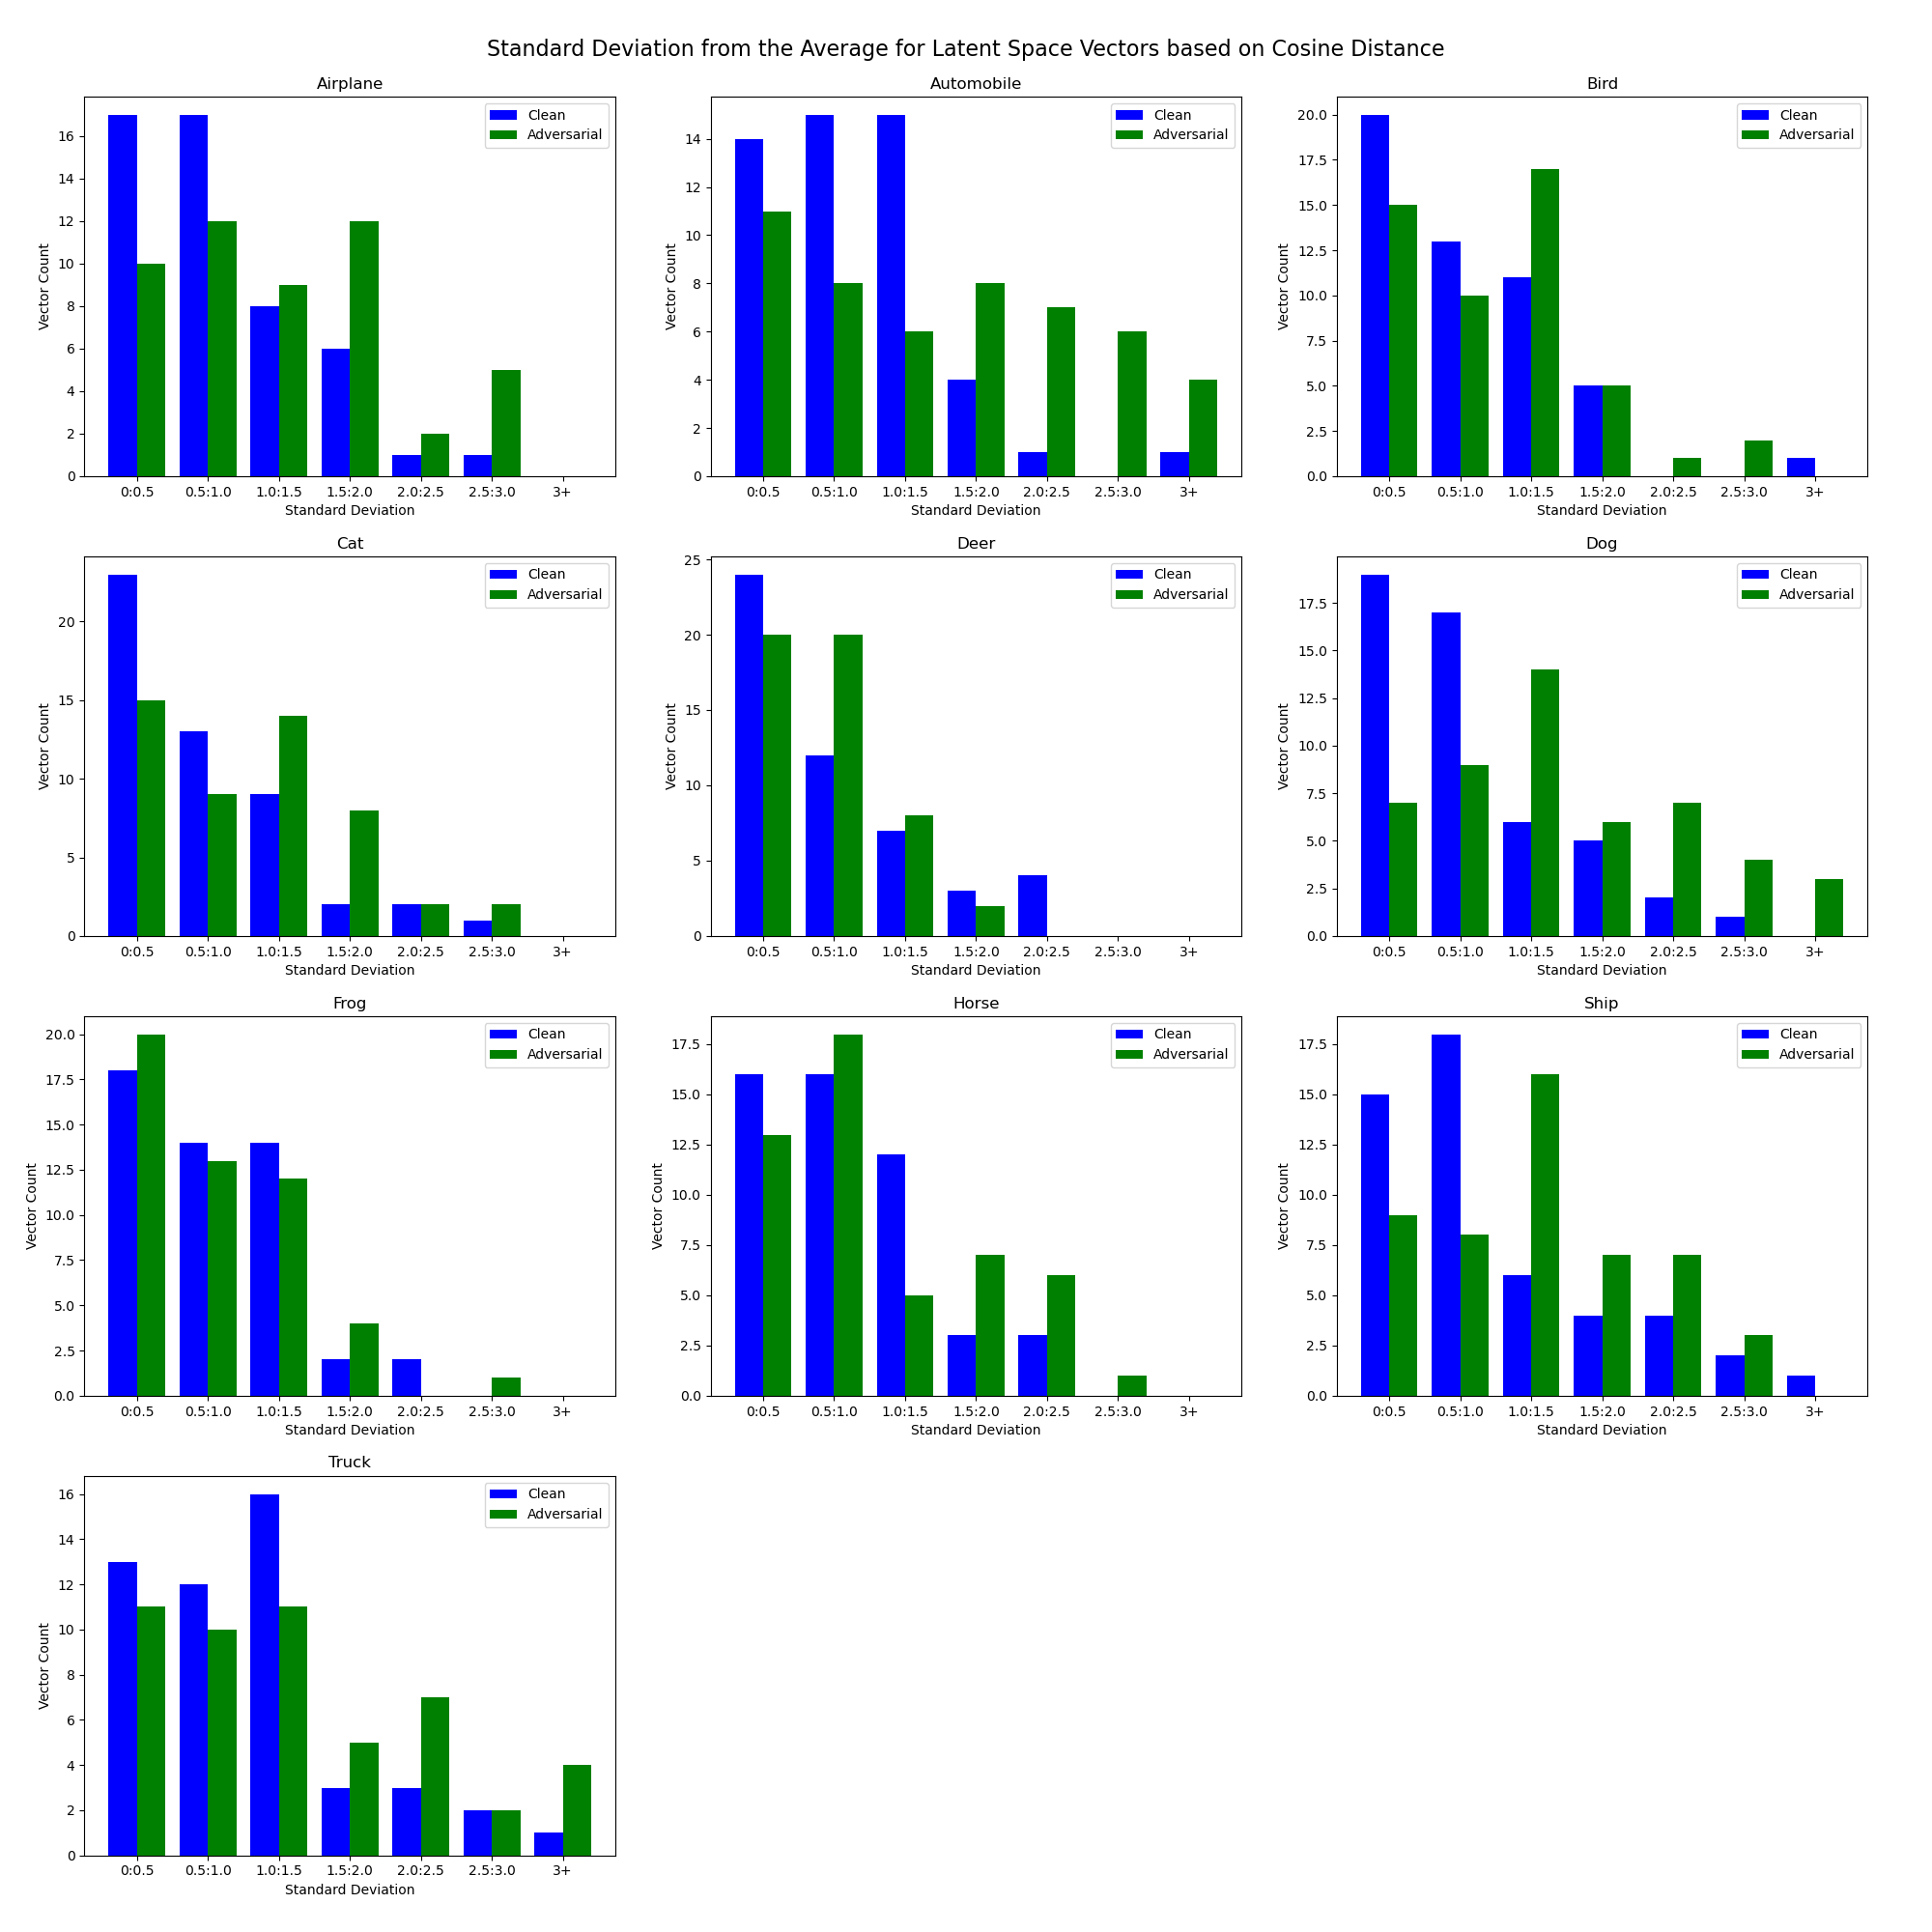 Standard Deviation from the Average for Latent Space Vectors based on Cosine Distance
Airplane
Clean
Adversarial
16
14
12
10
8
6
4
2
0
Vector Count
0:0.5 0.5:1.0 1.0:1.5 1.5:2.0 2.0:2.5 2.5:3.0 3+
Standard Deviation
Automobile
Clean
Adversarial
14
12
10
8
6
4
2
0
Vector Count
0:0.5 0.5:1.0 1.0:1.5 1.5:2.0 2.0:2.5 2.5:3.0 3+
Standard Deviation
Bird
Clean
Adversarial
20.0
17.5
15.0
12.5
10.0
7.5
5.0
2.5
0.0
Vector Count
0:0.5 0.5:1.0 1.0:1.5 1.5:2.0 2.0:2.5 2.5:3.0 3+
Standard Deviation
Cat
Clean
Adversarial
20
15
10
5
0
Vector Count
0:0.5 0.5:1.0 1.0:1.5 1.5:2.0 2.0:2.5 2.5:3.0 3+
Standard Deviation
Deer
Clean
Adversarial
25
20
15
10
5
0
Vector Count
0:0.5 0.5:1.0 1.0:1.5 1.5:2.0 2.0:2.5 2.5:3.0 3+
Standard Deviation
Dog
Clean
Adversarial
17.5
15.0
12.5
10.0
7.5
5.0
2.5
0.0
Vector Count
0:0.5 0.5:1.0 1.0:1.5 1.5:2.0 2.0:2.5 2.5:3.0 3+
Standard Deviation
Frog
Clean
Adversarial
20.0
17.5
15.0
12.5
10.0
7.5
5.0
2.5
0.0
Vector Count
0:0.5 0.5:1.0 1.0:1.5 1.5:2.0 2.0:2.5 2.5:3.0 3+
Standard Deviation
Horse
Clean
Adversarial
17.5
15.0
12.5
10.0
7.5
5.0
2.5
0.0
Vector Count
0:0.5 0.5:1.0 1.0:1.5 1.5:2.0 2.0:2.5 2.5:3.0 3+
Standard Deviation
Ship
Clean
Adversarial
17.5
15.0
12.5
10.0
7.5
5.0
2.5
0.0
Vector Count
0:0.5 0.5:1.0 1.0:1.5 1.5:2.0 2.0:2.5 2.5:3.0 3+
Standard Deviation
Truck
Clean
Adversarial
16
14
12
10
8
6
4
2
0
Vector Count
0:0.5 0.5:1.0 1.0:1.5 1.5:2.0 2.0:2.5 2.5:3.0 3+
Standard Deviation